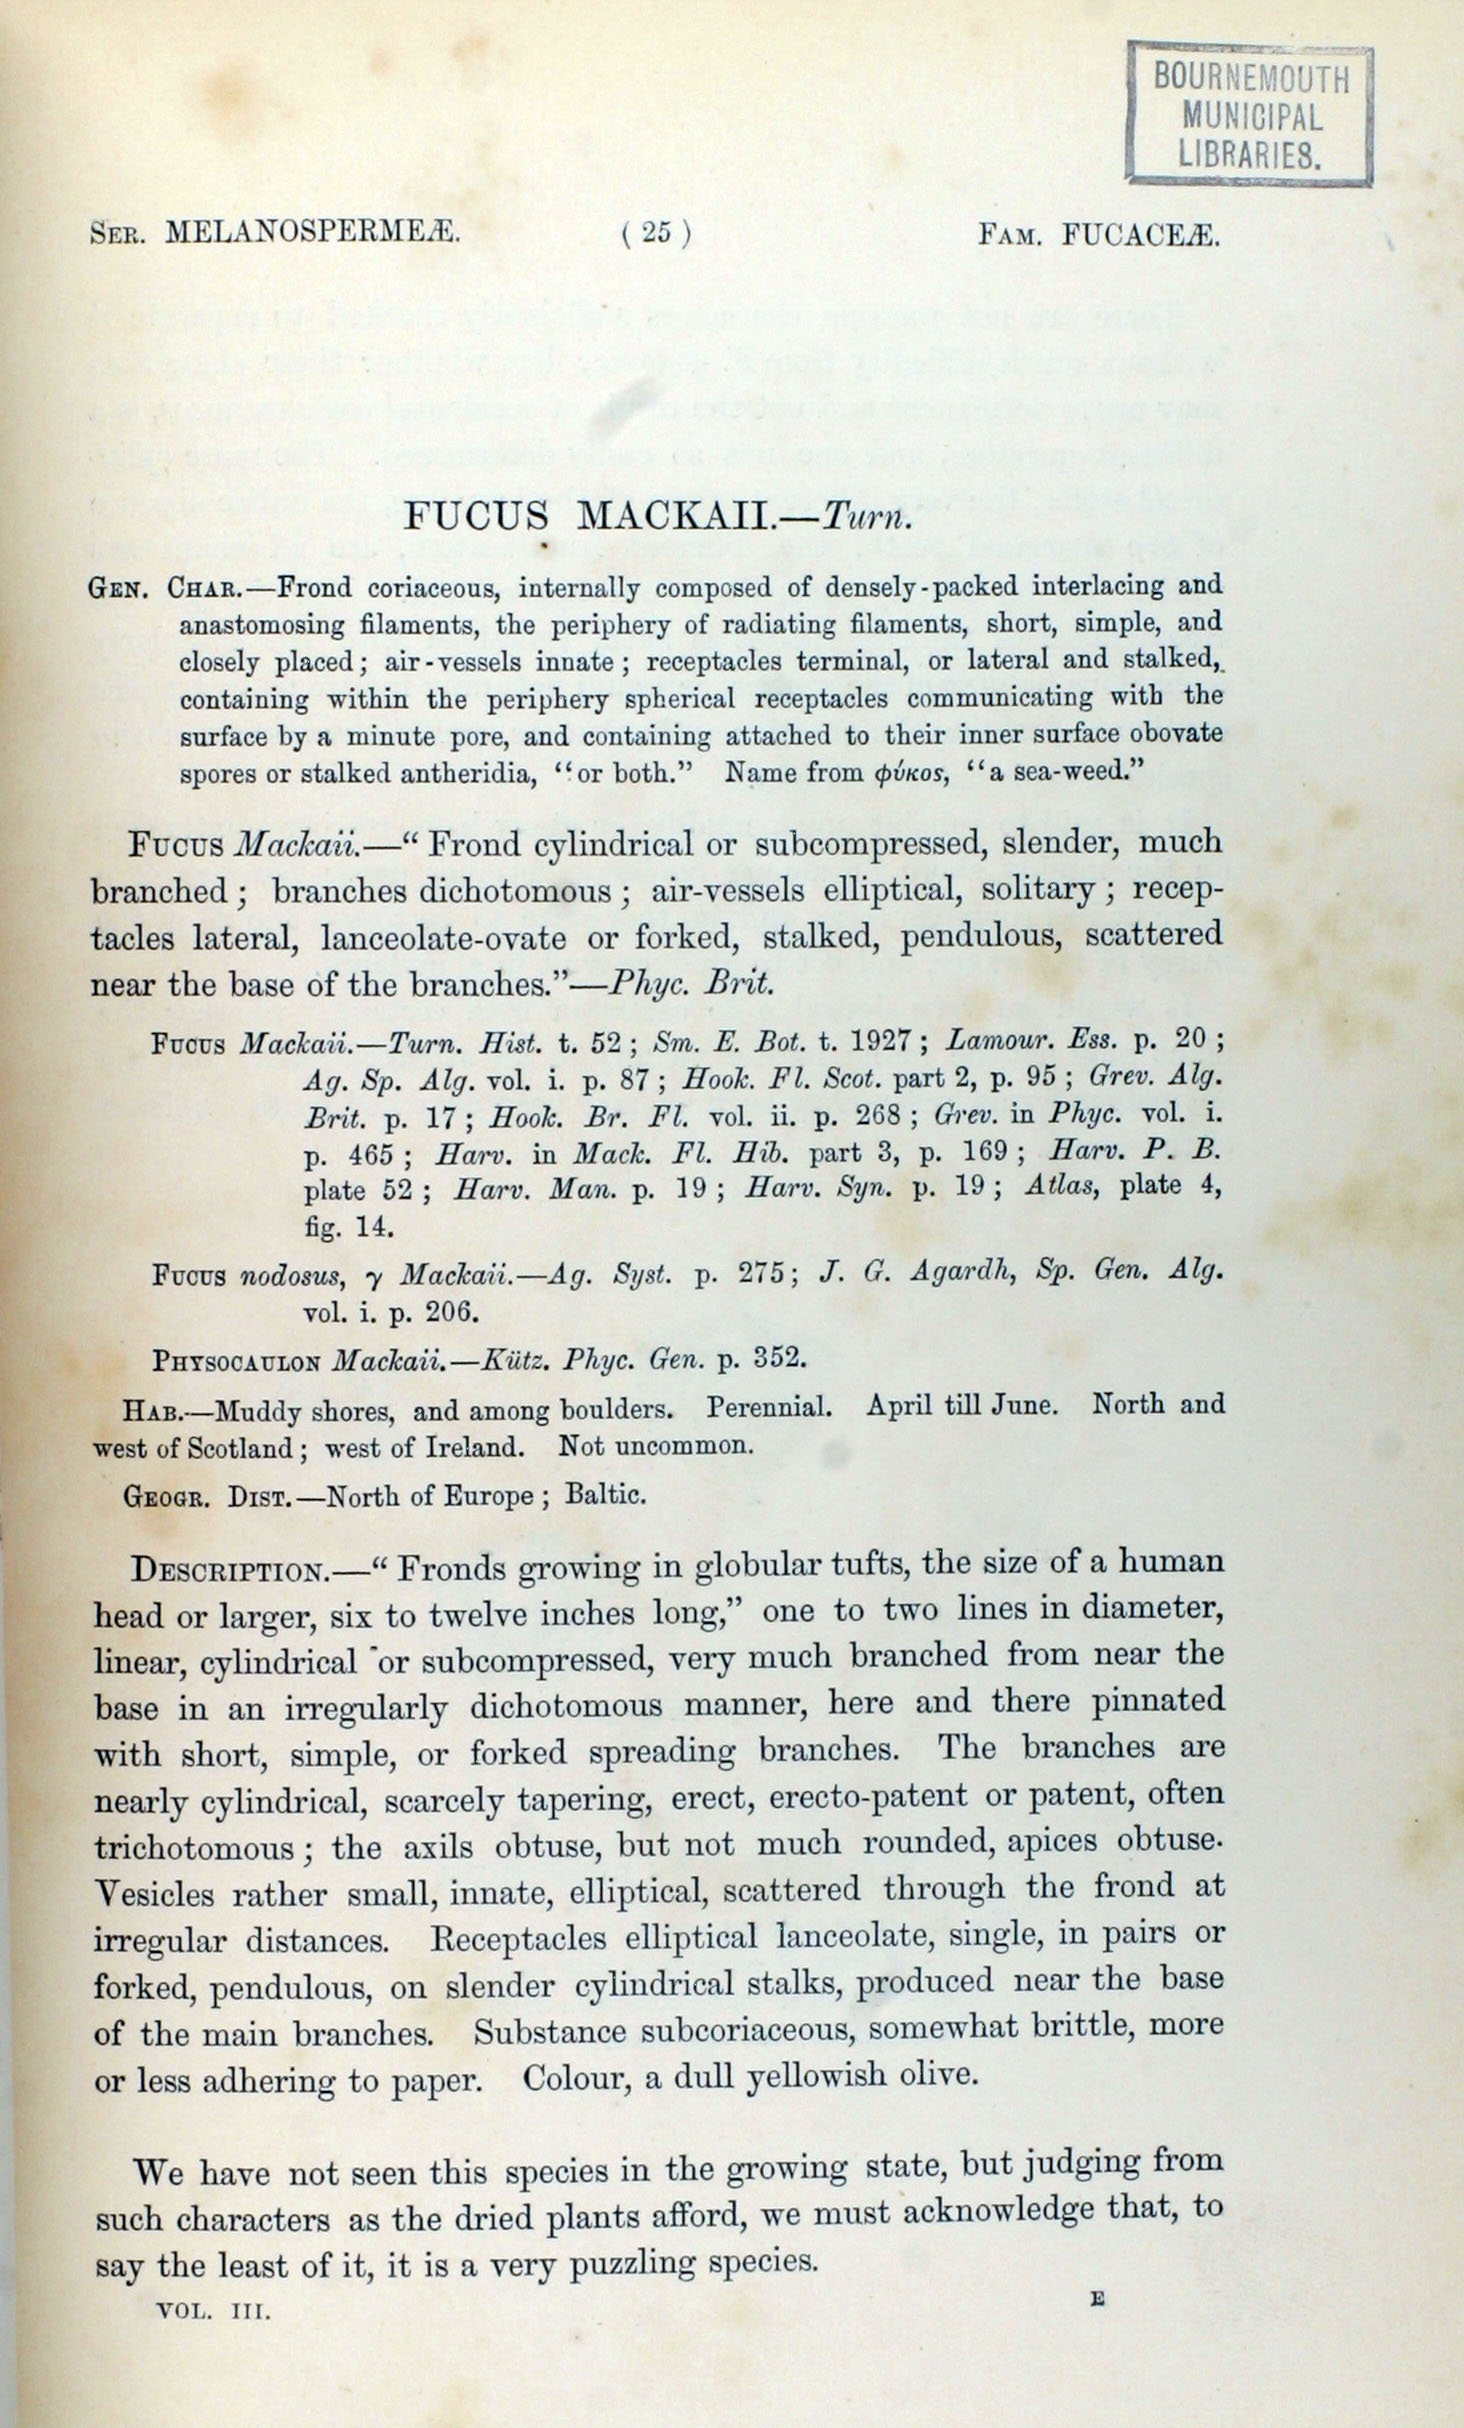 BOURNEMOUTH
MUNICIPAL
LIBRARIES.
SER. MELANOSPERMEÆ. ( 25 ) FAM. FUCACEÆ.
FUCUS MACKAII.—Turn.
GEN. CHAR.—Frond coriaceous, internally composed of densely-packed interlacing and
anastomosing filaments, the periphery of radiating filaments, short, simple, and
closely placed; air-vessels innate; receptacles terminal, or lateral and stalked,
containing within the periphery spherical receptacles communicating with the
surface by a minute pore, and containing attached to their inner surface obovate
spores or stalked antheridia, “or both.” Name from φύκος, “a sea-weed.”
FUCUS Mackaii.—“Frond cylindrical or subcompressed, slender, much
branched; branches dichotomous; air-vessels elliptical, solitary; recep-
tacles lateral, lanceolate-ovate or forked, stalked, pendulous, scattered
near the base of the branches.”—Phyc. Brit.
FUCUS Mackaii.—Turn. Hist. t. 52; Sm. E. Bot. t. 1927; Lamour. Ess. p. 20;
Ag. Sp. Alg. vol. i. p. 87; Hook. Fl. Scot. part 2, p. 95; Grev. Alg.
Brit. p. 17; Hook. Br. Fl. vol. ii. p. 268; Grev. in Phyc. vol. i.
p. 465; Harv. in Mack. Fl. Hib. part 3, p. 169; Harv. P. B.
plate 52; Harv. Man. p. 19; Harv. Syn. p. 19; Atlas, plate 4,
fig. 14.
FUCUS nodosus, γ Mackaii.—Ag. Syst. p. 275; J. G. Agardh, Sp. Gen. Alg.
vol. i. p. 206.
PHYSOCAULON Mackaii.—Kütz. Phyc. Gen. p. 352.
HAB.—Muddy shores, and among boulders. Perennial. April till June. North and
west of Scotland; west of Ireland. Not uncommon.
GEOGR. DIST.—North of Europe; Baltic.
DESCRIPTION.—“Fronds growing in globular tufts, the size of a human
head or larger, six to twelve inches long,” one to two lines in diameter,
linear, cylindrical or subcompressed, very much branched from near the
base in an irregularly dichotomous manner, here and there pinnated
with short, simple, or forked spreading branches. The branches are
nearly cylindrical, scarcely tapering, erect, erecto-patent or patent, often
trichotomous; the axils obtuse, but not much rounded, apices obtuse.
Vesicles rather small, innate, elliptical, scattered through the frond at
irregular distances. Receptacles elliptical lanceolate, single, in pairs or
forked, pendulous, on slender cylindrical stalks, produced near the base
of the main branches. Substance subcoriaceous, somewhat brittle, more
or less adhering to paper. Colour, a dull yellowish olive.
We have not seen this species in the growing state, but judging from
such characters as the dried plants afford, we must acknowledge that, to
say the least of it, it is a very puzzling species.
VOL. III. E